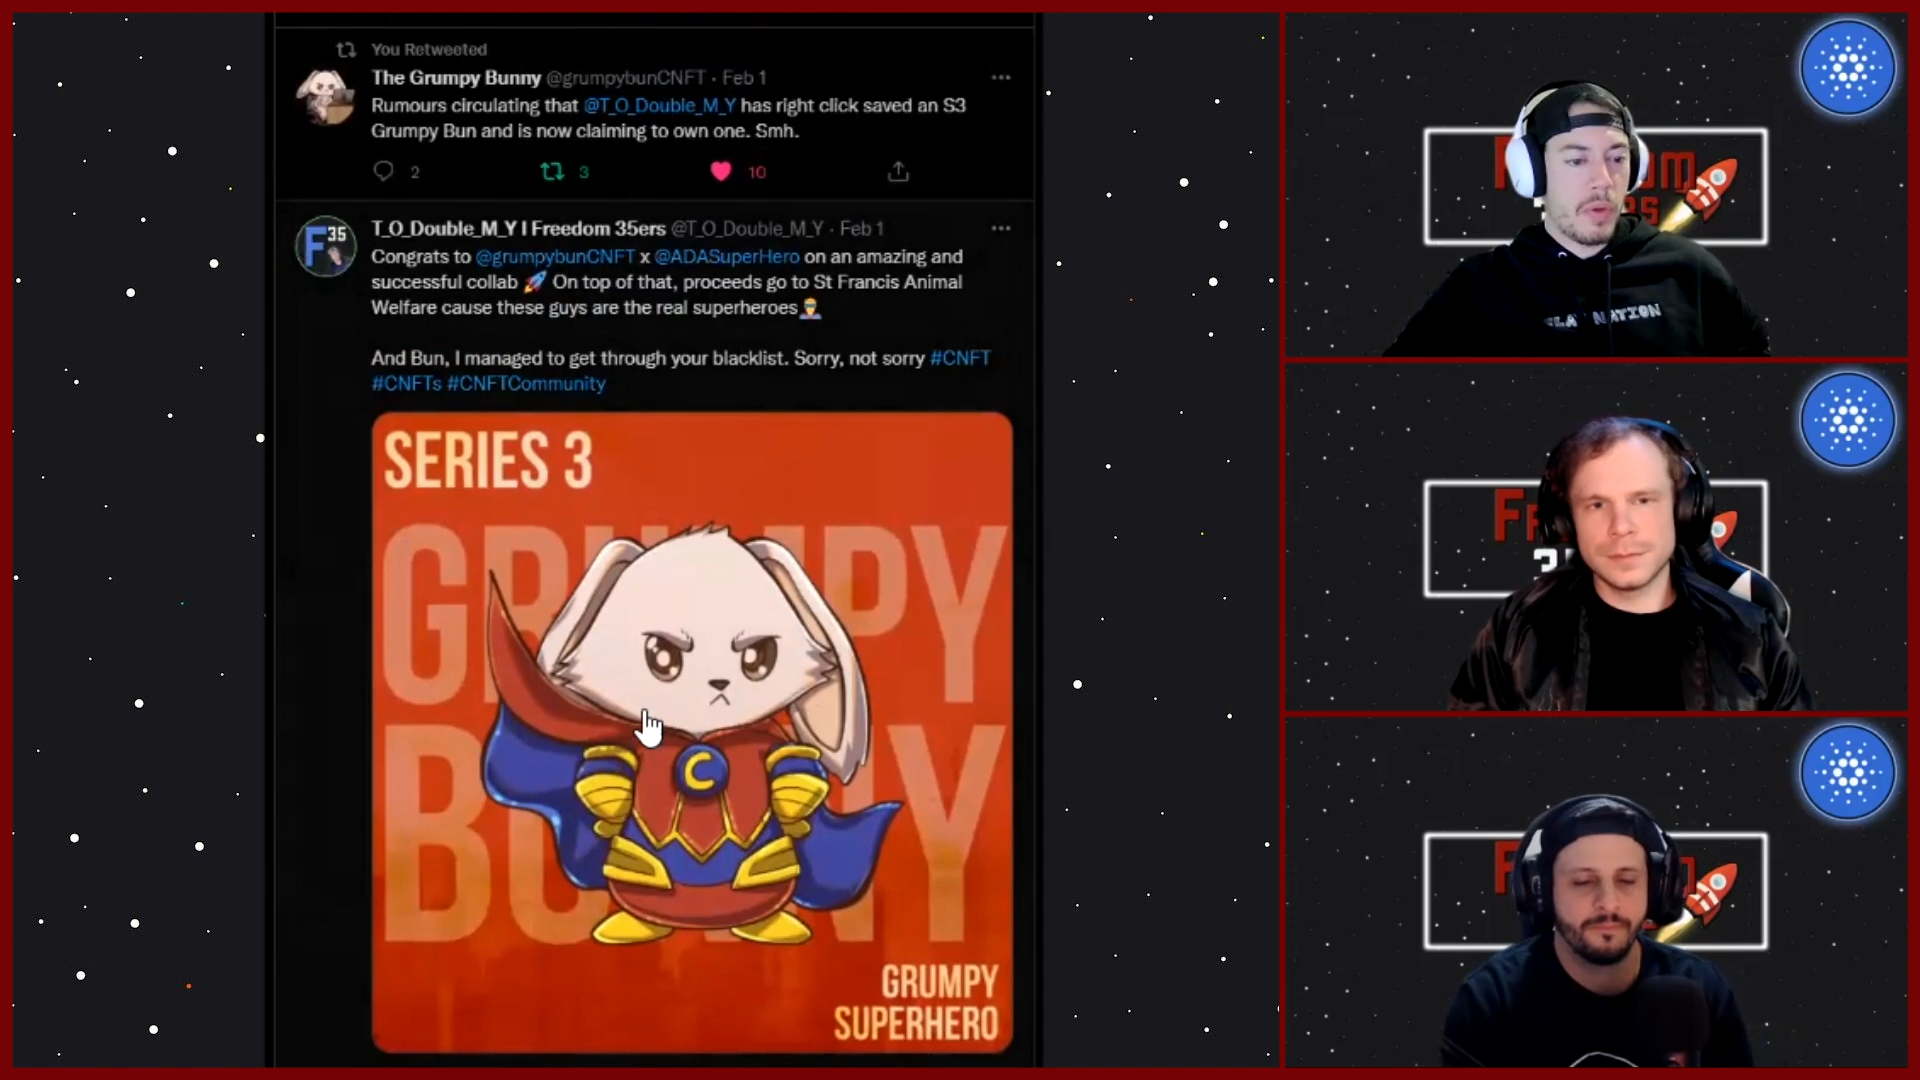 You Retweeted
The Grumpy Bunny @grumpybunCNFT · Feb 1
Rumours circulating that @T_O_Double_M_Y has right click saved an S3
Grumpy Bun and is now claiming to own one. Smh.
2 3 10
F35
T_O_Double_M_Y I Freedom 35ers @T_O_Double_M_Y · Feb 1
Congrats to @grumpybunCNFT x @ADASuperHero on an amazing and
successful collab 🚀 On top of that, proceeds go to St Francis Animal
Welfare cause these guys are the real superheroes🦸
And Bun, I managed to get through your blacklist. Sorry, not sorry #CNFT
#CNFTs #CNFTCommunity
SERIES 3
GRUMPY
BUNNY
C
GRUMPY
SUPERHERO